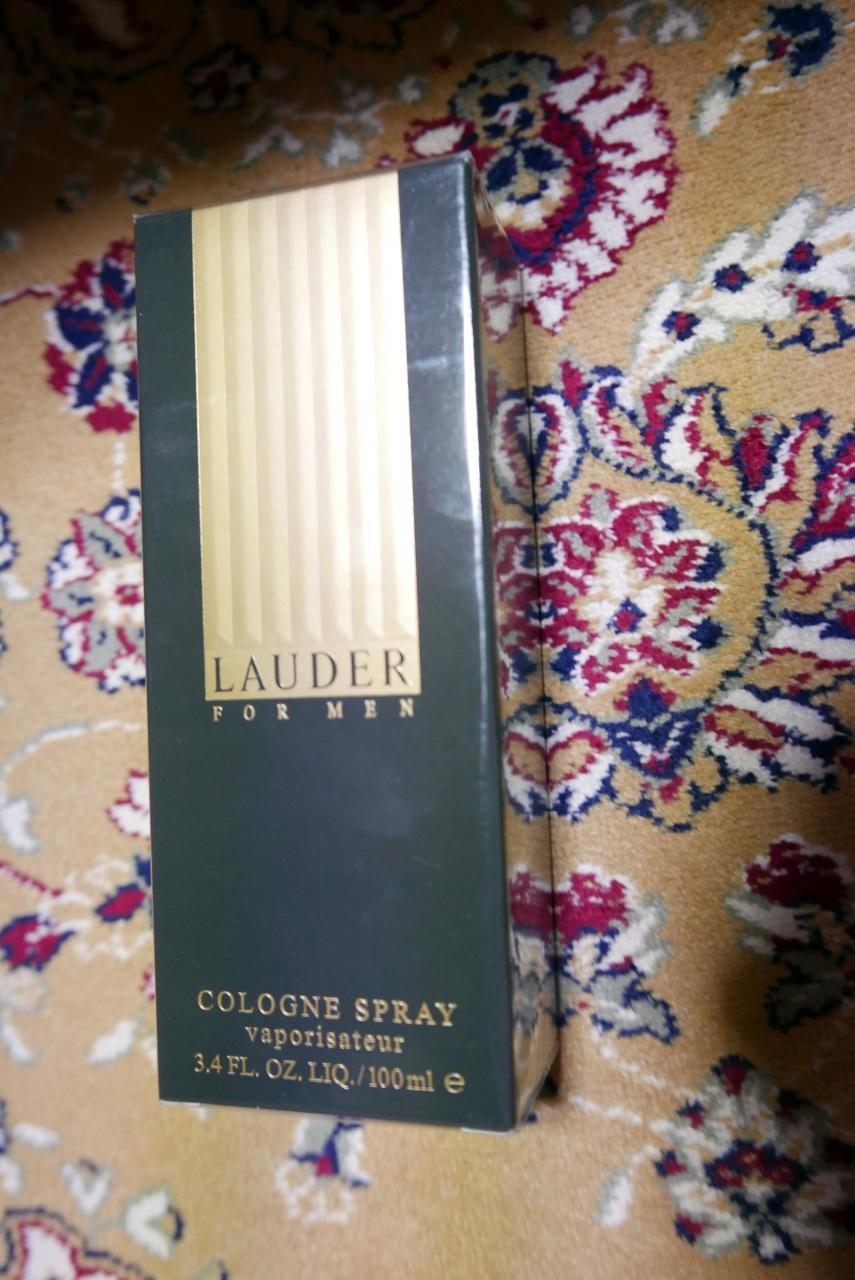 LAUDER
FOR MEN
COLOGNE SPRAY
vaporisateur
3.4 FL. OZ. LIQ./100ml ℮